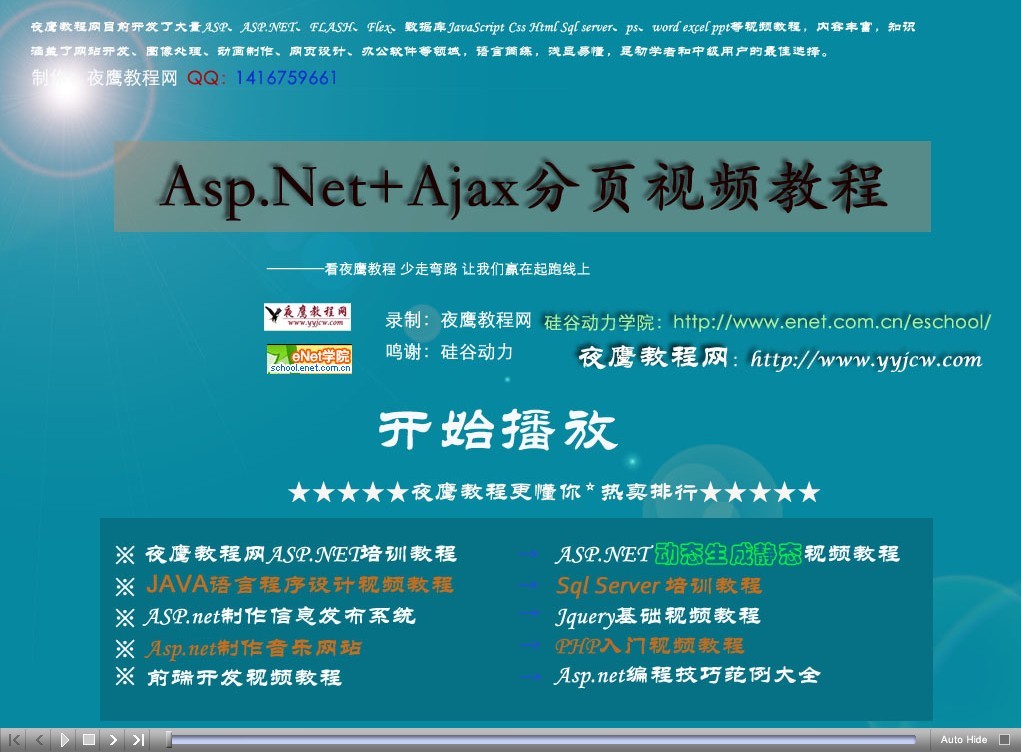 夜鹰教程网目前开发了大量ASP、ASP.NET、FLASH、Flex、数据库JavaScript Css Html Sql server、ps、word excel ppt等视频教程，内容丰富，知识
涵盖了网站开发、图像处理、动画制作、网页设计、办公软件等领域，语言简练，浅显易懂，是初学者和中级用户的最佳选择。
制作：夜鹰教程网 QQ：1416759661
Asp.Net+Ajax分页视频教程
————看夜鹰教程 少走弯路 让我们赢在起跑线上
夜鹰教程网
www.yyjcw.com
录制：夜鹰教程网 硅谷动力学院：http://www.enet.com.cn/eschool/
eNet学院
school.enet.com.cn
鸣谢：硅谷动力 夜鹰教程网：http://www.yyjcw.com
开始播放
★★★★★夜鹰教程更懂你*热卖排行★★★★★
※ 夜鹰教程网ASP.NET培训教程 → ASP.NET动态生成静态视频教程
※ JAVA语言程序设计视频教程 → Sql Server 培训教程
※ ASP.net制作信息发布系统 → Jquery基础视频教程
※ Asp.net制作音乐网站 → PHP入门视频教程
※ 前端开发视频教程 → Asp.net编程技巧范例大全
Auto Hide